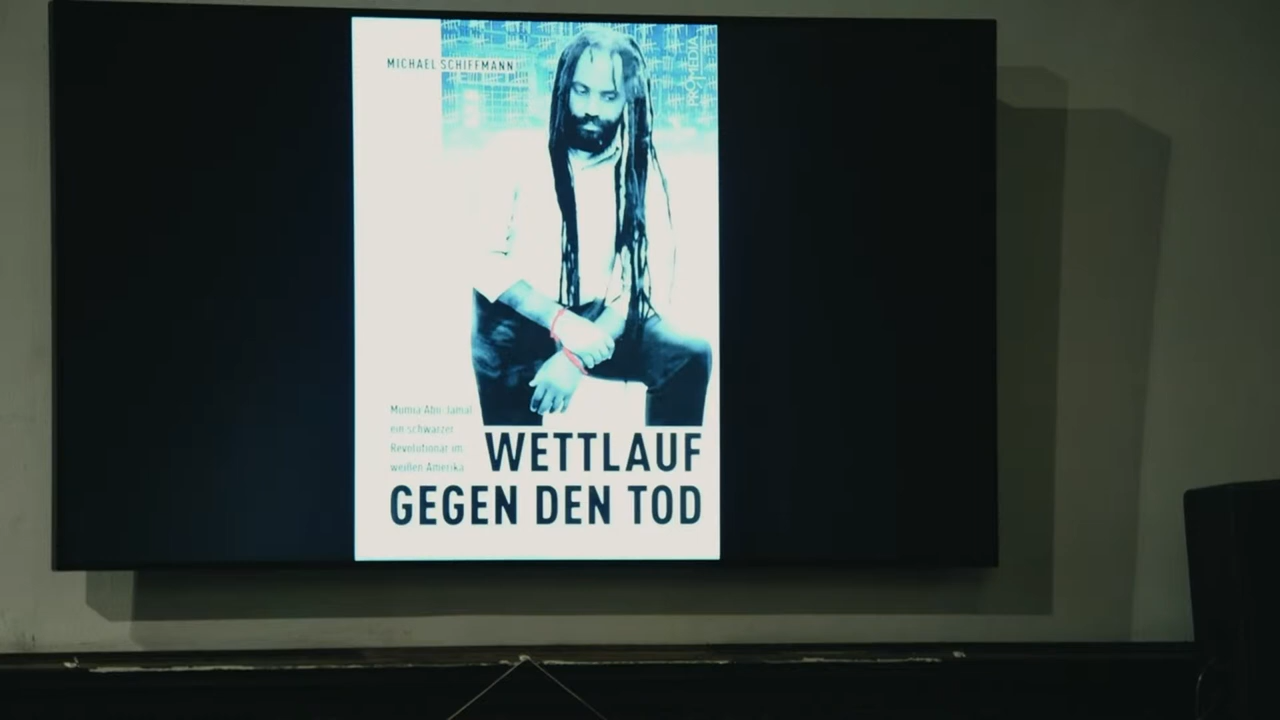 MICHAEL SCHIFFMANN
PROMEDIA
Mumia Abu-Jamal
ein schwarzer
Revolutionär im
weißen Amerika
WETTLAUF
GEGEN DEN TOD